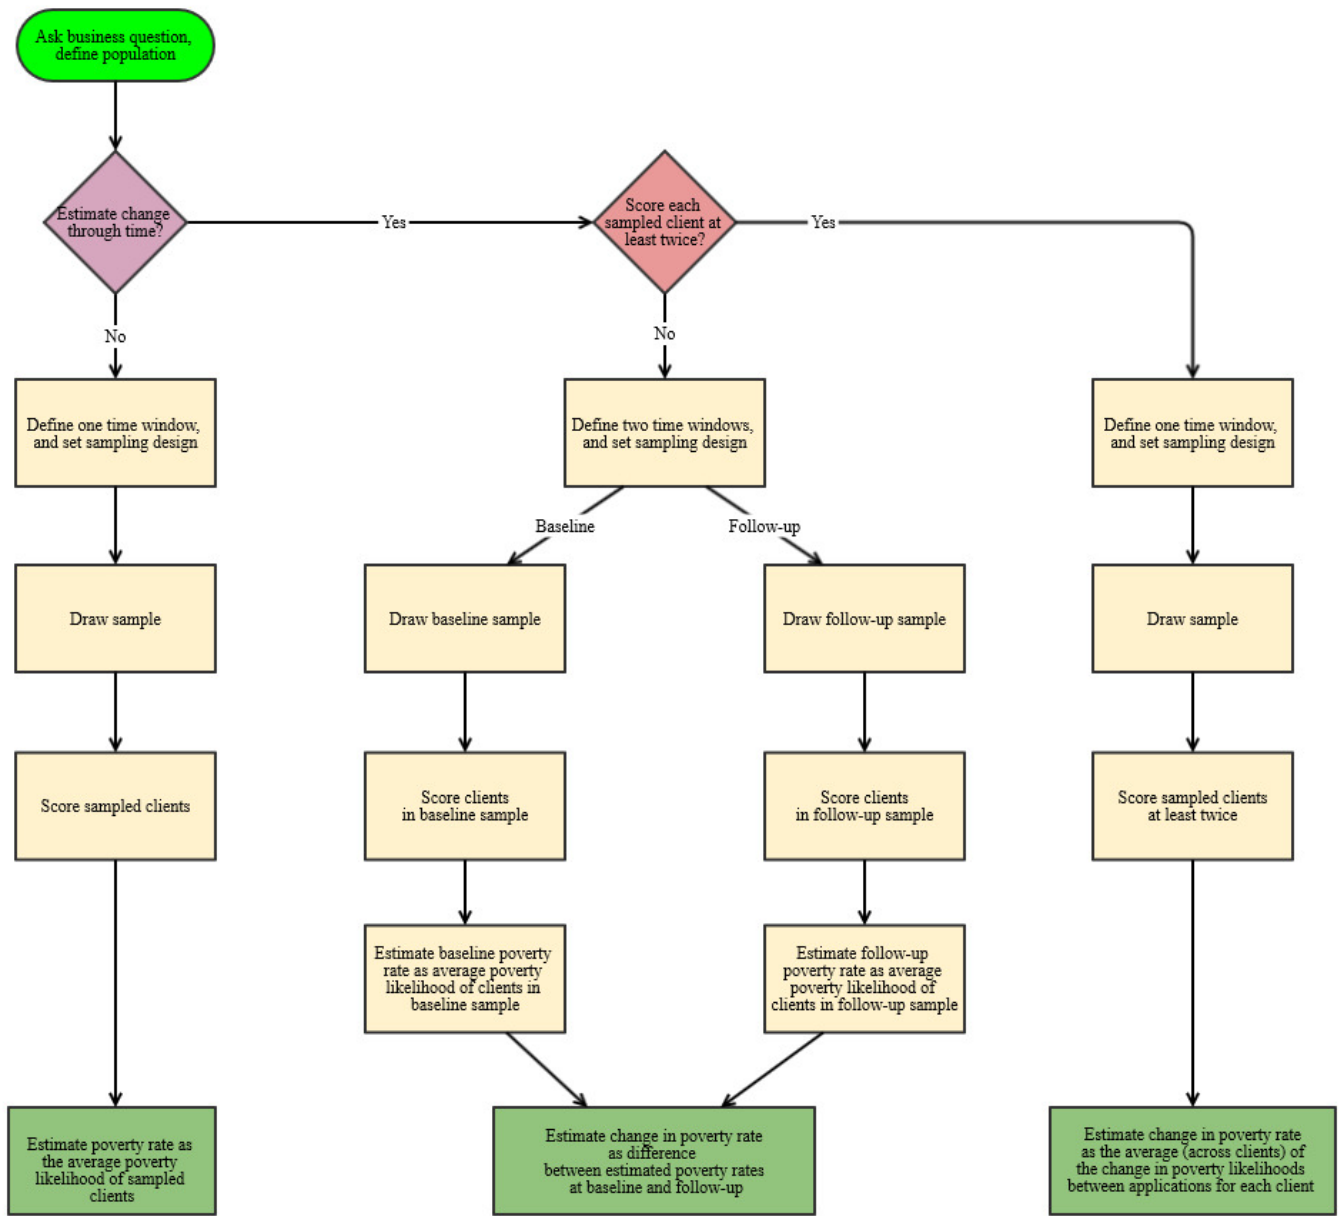 Ask business question,
define population
Estimate change
through time?
Yes
Score each
sampled client at
least twice?
Yes
No
No
Define one time window,
and set sampling design
Define two time windows,
and set sampling design
Define one time window,
and set sampling design
Baseline
Follow-up
Draw sample
Draw baseline sample
Draw follow-up sample
Draw sample
Score sampled clients
Score clients
in baseline sample
Score clients
in follow-up sample
Score sampled clients
at least twice
Estimate baseline poverty
rate as average poverty
likelihood of clients in
baseline sample
Estimate follow-up
poverty rate as average
poverty likelihood of
clients in follow-up sample
Estimate poverty rate as
the average poverty
likelihood of sampled
clients
Estimate change in poverty rate
as difference
between estimated poverty rates
at baseline and follow-up
Estimate change in poverty rate
as the average (across clients) of
the change in poverty likelihoods
between applications for each client